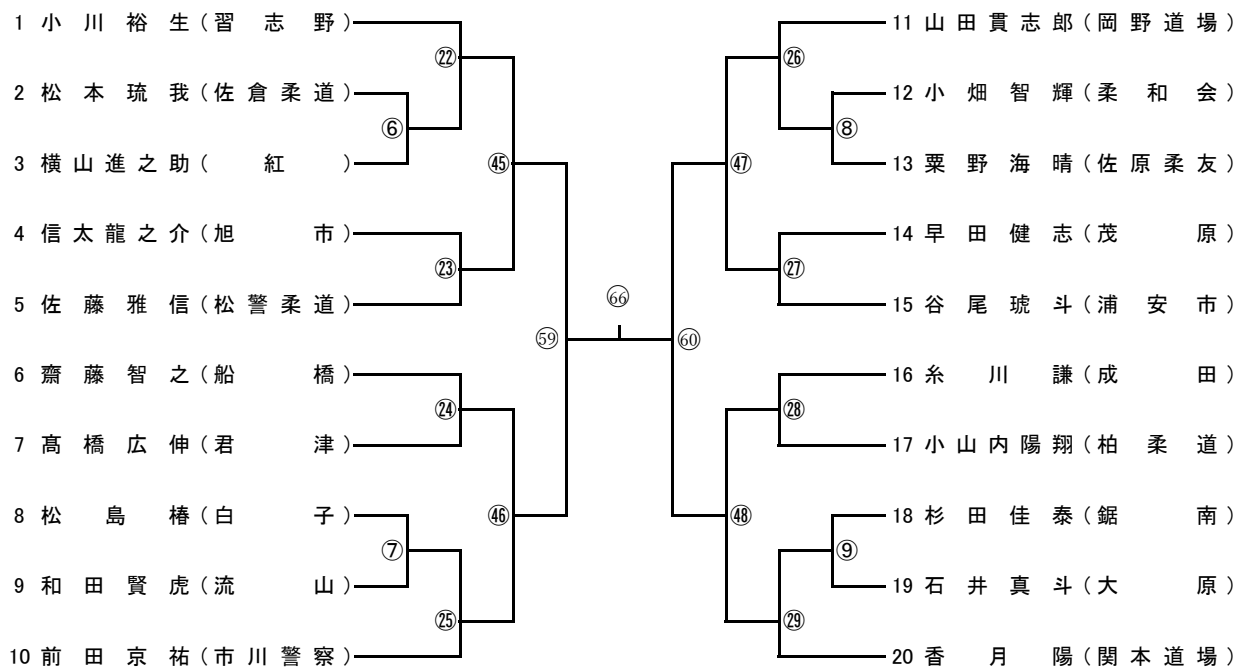 1 小川裕生（習志野）
㉒
2 松本琉我（佐倉柔道）
⑥
3 横山進之助（紅）
㊺
4 信太龍之介（旭市）
㉓
5 佐藤雅信（松警柔道）
59
6 齋藤智之（船橋）
㉔
7 髙橋広伸（君津）
8 松島椿（白子）
㊻
⑦
9 和田賢虎（流山）
㉕
10 前田京祐（市川警察）
66
11 山田貫志郎（岡野道場）
㉖
12 小畑智輝（柔和会）
⑧
13 粟野海晴（佐原柔友）
㊼
14 早田健志（茂原）
㉗
15 谷尾琥斗（浦安市）
60
16 糸川謙（成田）
㉘
17 小山内陽翔（柏柔道）
18 杉田佳泰（鋸南）
㊽
⑨
19 石井真斗（大原）
㉙
20 香月陽（関本道場）